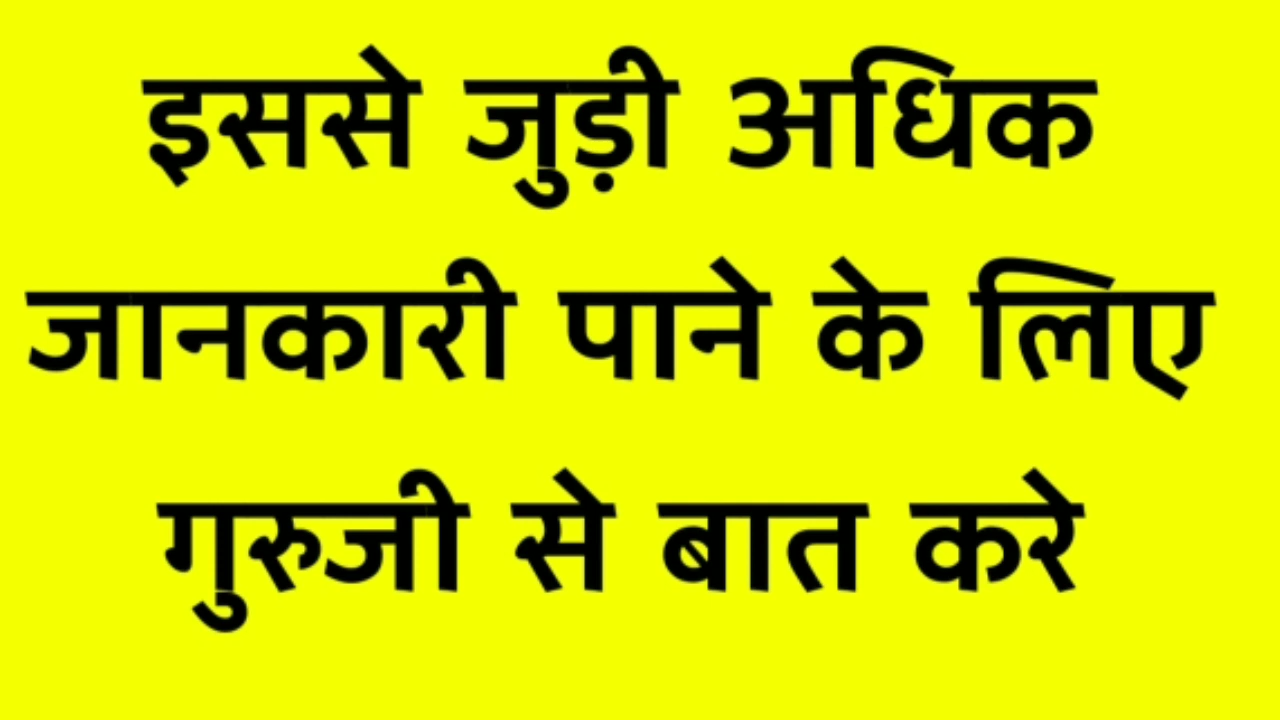 इससे जुड़ी अधिक
जानकारी पाने के लिए
गुरुजी से बात करे